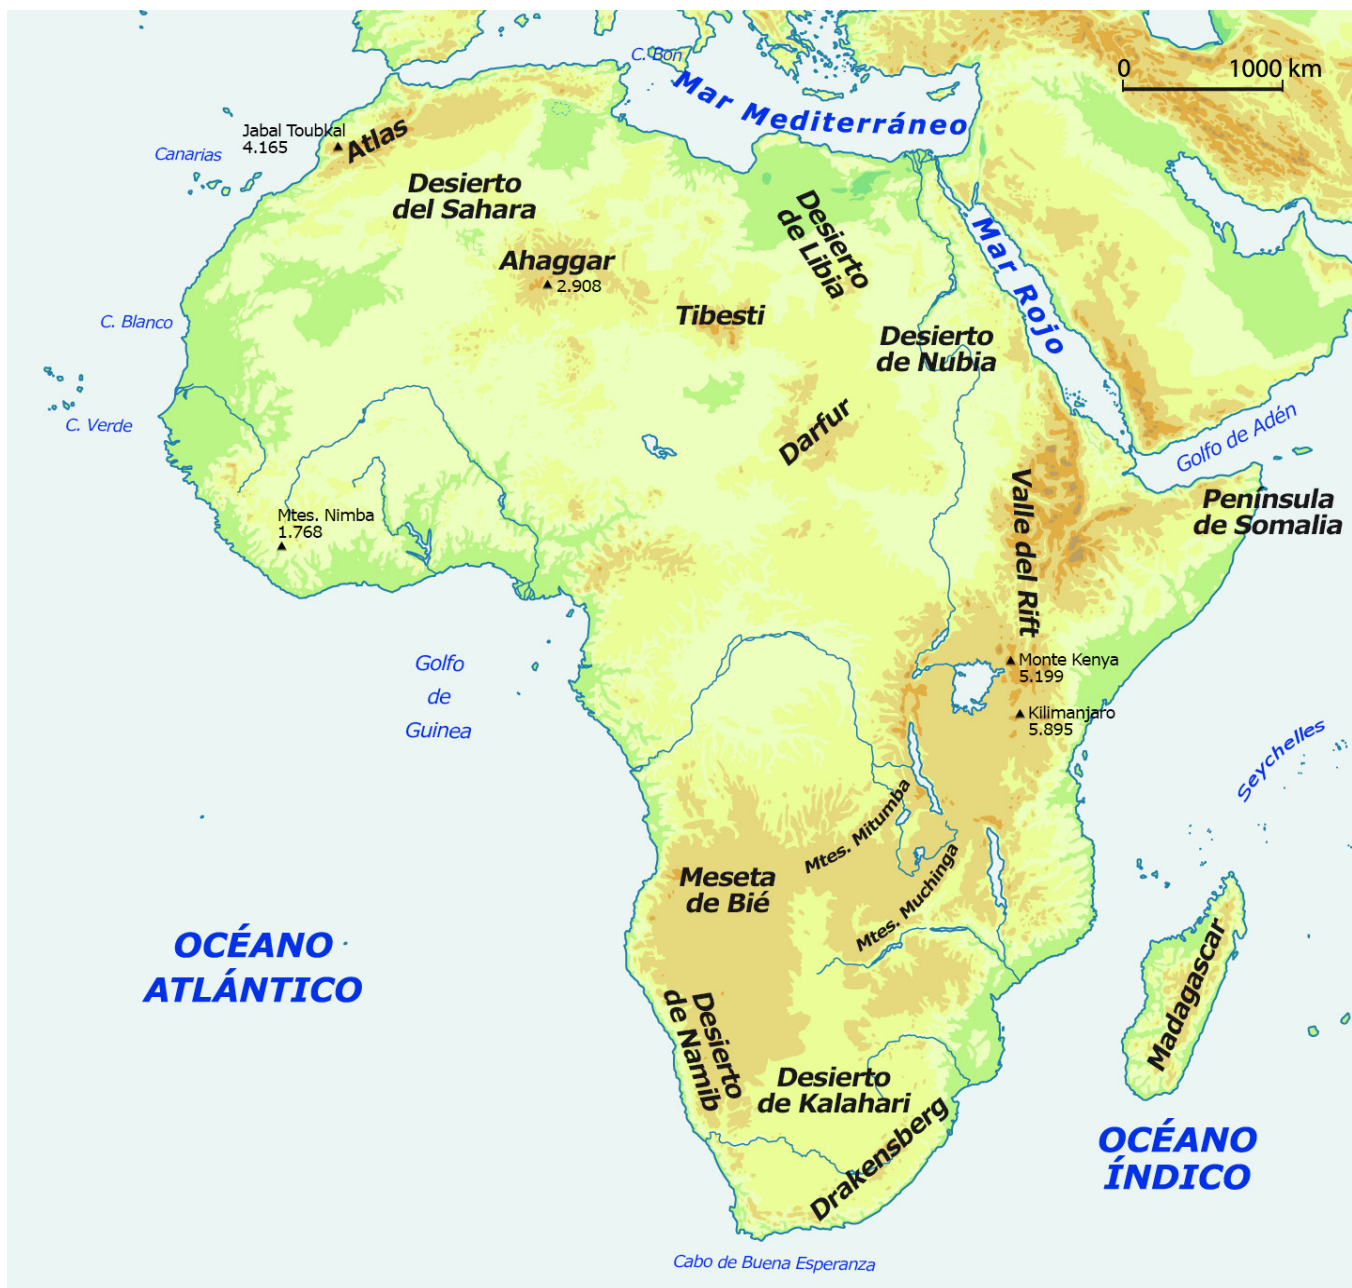 C. Bon
Mar Mediterráneo
0 1000 km
Jabal Toubkal
4.165
Atlas
Canarias
Desierto
del Sahara
Desierto
de Libia
Mar Rojo
Ahaggar
2.908
Tibesti
C. Blanco
Desierto
de Nubia
C. Verde
Darfur
Golfo de Adén
Valle del Rift
Península
de Somalia
Mtes. Nimba
1.768
Golfo
de
Guinea
Monte Kenya
5.199
Kilimanjaro
5.895
Seychelles
Mtes. Mitumba
Mtes. Muchinga
Meseta
de Bié
OCÉANO
ATLÁNTICO
Madagascar
Desierto
de Namib
Desierto
de Kalahari
Drakensberg
OCÉANO
ÍNDICO
Cabo de Buena Esperanza